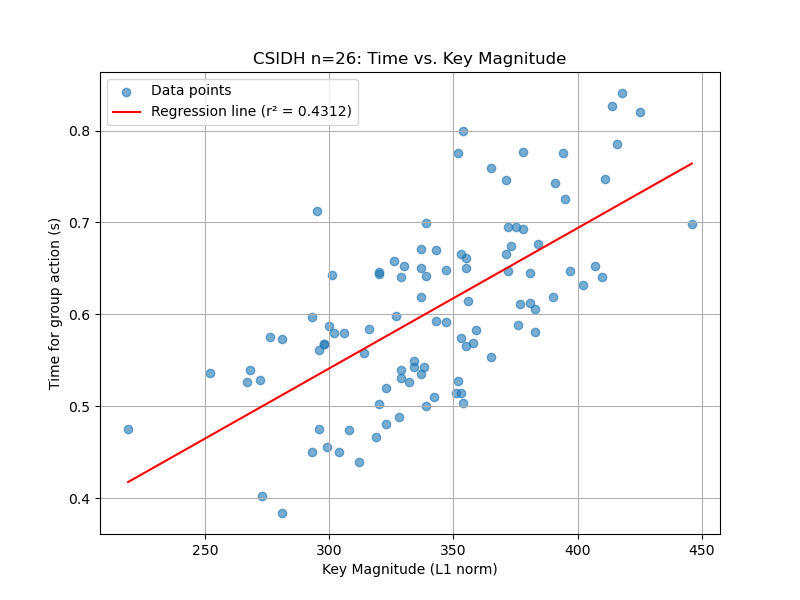 CSIDH n=26: Time vs. Key Magnitude
Data points
Regression line (r² = 0.4312)
Time for group action (s)
0.8
0.7
0.6
0.5
0.4
250 300 350 400 450
Key Magnitude (L1 norm)